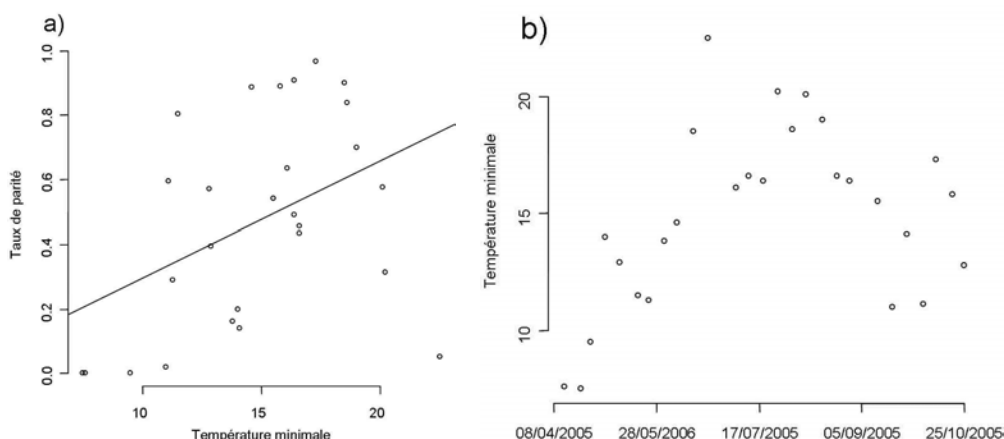 a)
Taux de parité
1.0
0.8
0.6
0.4
0.2
0.0
10 15 20
Température minimale
b)
Température minimale
20
15
10
08/04/2005 28/05/2006 17/07/2005 05/09/2005 25/10/2005